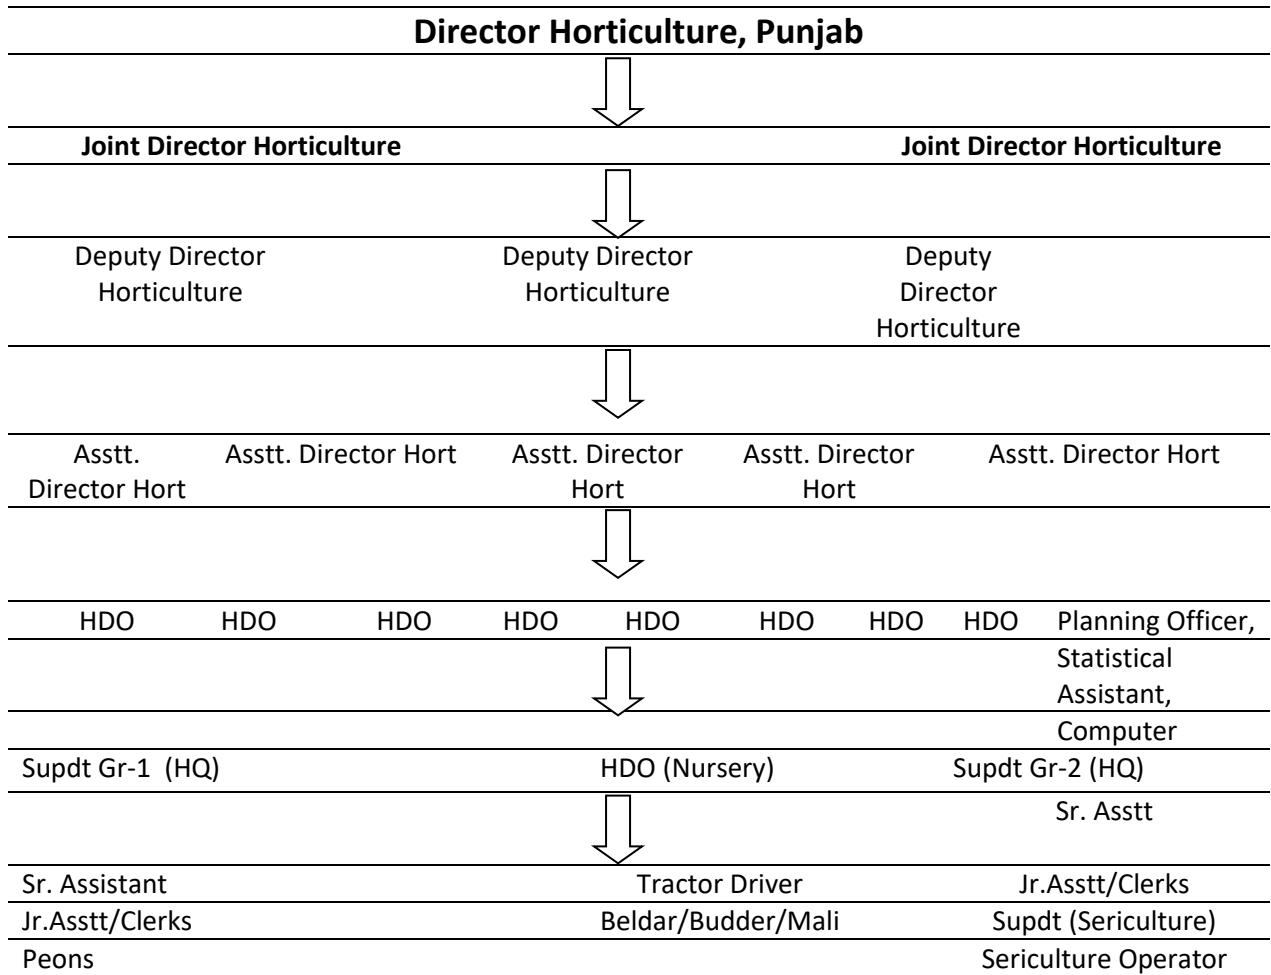 Director Horticulture, Punjab
Joint Director Horticulture Joint Director Horticulture
Deputy Director Deputy Director Deputy
Horticulture Horticulture Director
Horticulture
Asstt. Asstt. Director Hort Asstt. Director Asstt. Director Asstt. Director Hort
Director Hort Hort Hort
HDO HDO HDO HDO HDO HDO HDO HDO Planning Officer,
Statistical
Assistant,
Computer
Supdt Gr-1 (HQ) HDO (Nursery) Supdt Gr-2 (HQ)
Sr. Asstt
Sr. Assistant Tractor Driver Jr.Asstt/Clerks
Jr.Asstt/Clerks Beldar/Budder/Mali Supdt (Sericulture)
Peons Sericulture Operator